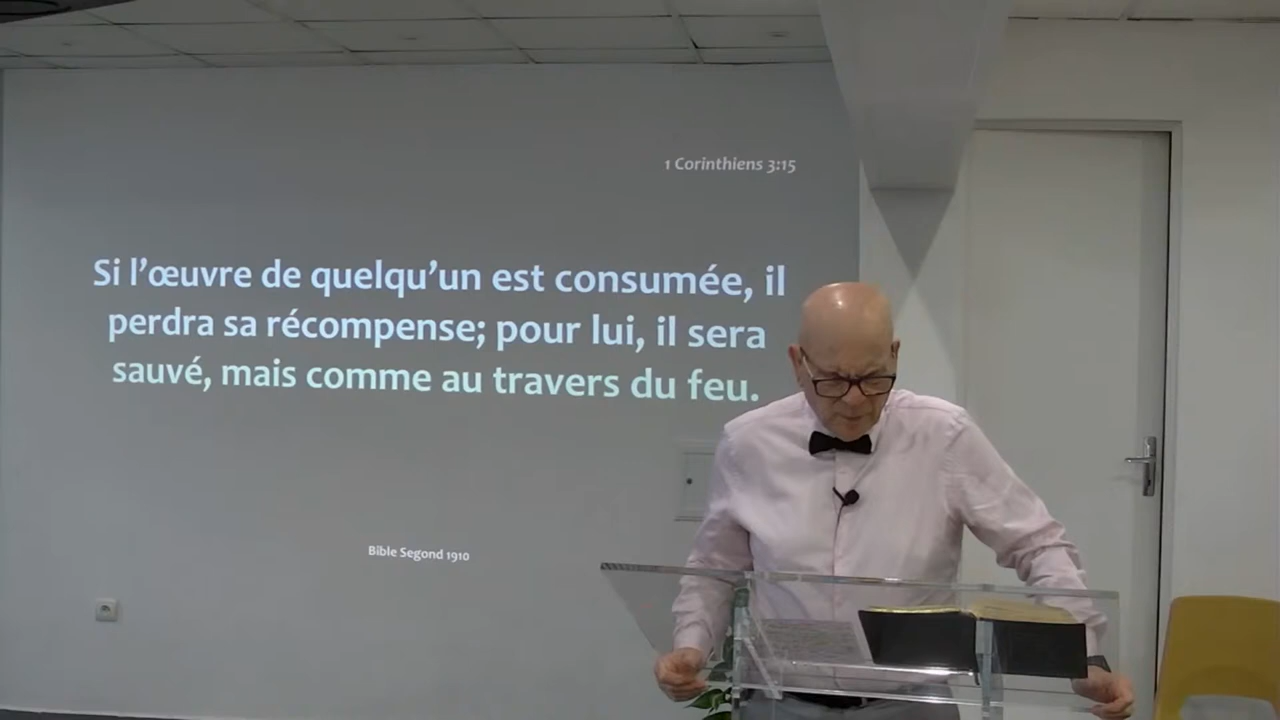 1 Corinthiens 3:15
Si l’œuvre de quelqu’un est consumée, il
perdra sa récompense; pour lui, il sera
sauvé, mais comme au travers du feu.
Bible Segond 1910